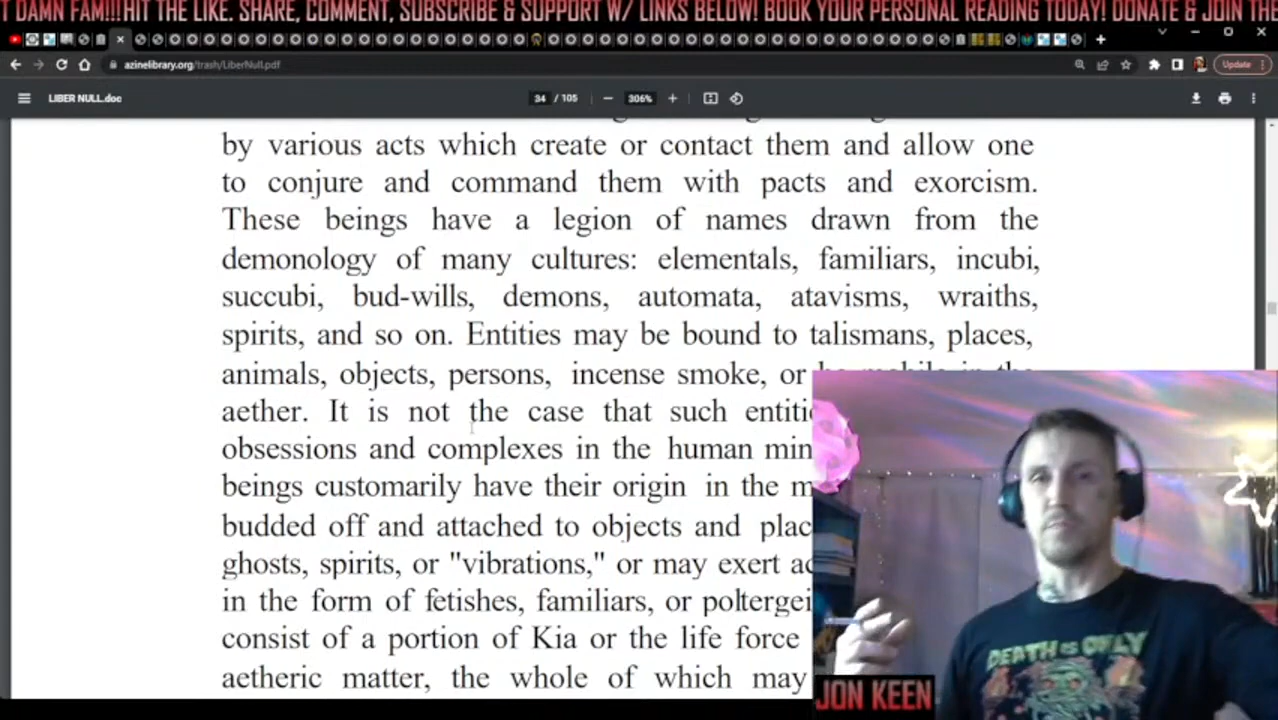 T DAMN FAM!!! HIT THE LIKE. SHARE, COMMENT, SUBSCRIBE & SUPPORT W/ LINKS BELOW! BOOK YOUR PERSONAL READING TODAY! DONATE & JOIN THE
azinelibrary.org/trash/LiberNull.pdf
Update
LIBER NULL.doc
34 / 105
306%
by various acts which create or contact them and allow one
to conjure and command them with pacts and exorcism.
These beings have a legion of names drawn from the
demonology of many cultures: elementals, familiars, incubi,
succubi, bud-wills, demons, automata, atavisms, wraiths,
spirits, and so on. Entities may be bound to talismans, places,
animals, objects, persons, incense smoke, or
aether. It is not the case that such entiti
obsessions and complexes in the human min
beings customarily have their origin in the m
budded off and attached to objects and plac
ghosts, spirits, or "vibrations," or may exert ac
in the form of fetishes, familiars, or poltergei
consist of a portion of Kia or the life force
aetheric matter, the whole of which may
DEATH IS ONLY
JON KEEN